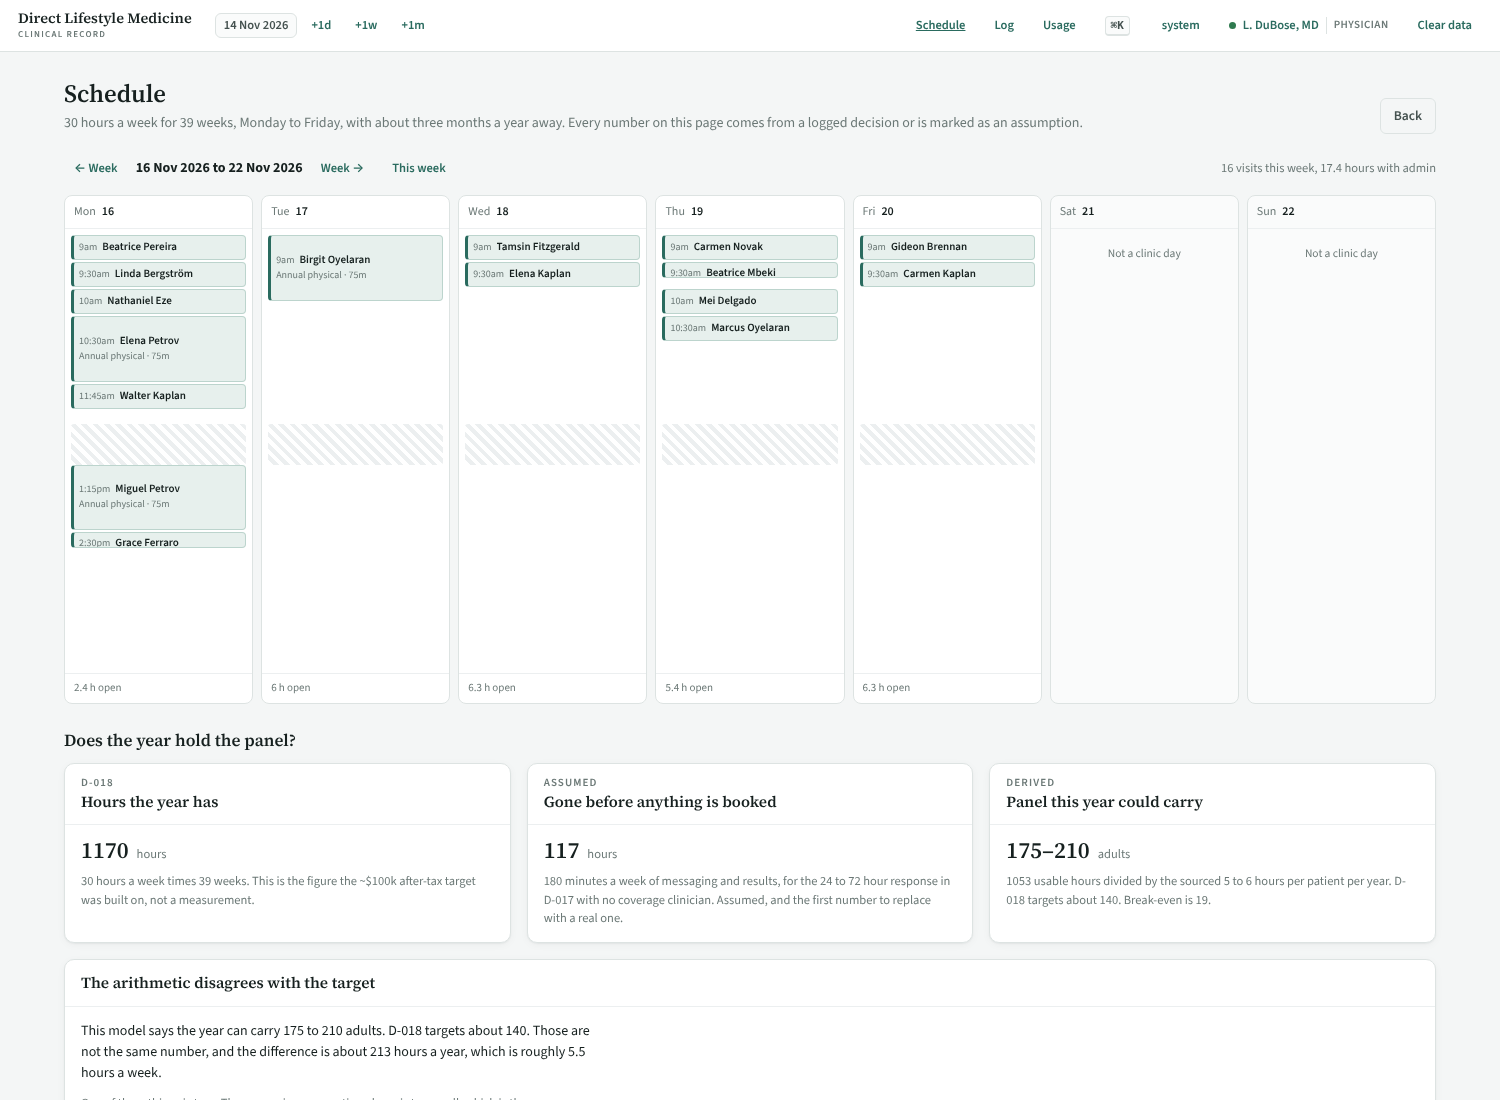 Direct Lifestyle Medicine
CLINICAL RECORD
14 Nov 2026 +1d +1w +1m
Schedule Log Usage ⌘K system L. DuBose, MD PHYSICIAN Clear data
Schedule
30 hours a week for 39 weeks, Monday to Friday, with about three months a year away. Every number on this page comes from a logged decision or is marked as an assumption.
Back
← Week 16 Nov 2026 to 22 Nov 2026 Week → This week
16 visits this week, 17.4 hours with admin
Mon 16
9am Beatrice Pereira
9:30am Linda Bergström
10am Nathaniel Eze
10:30am Elena Petrov
Annual physical · 75m
11:45am Walter Kaplan
1:15pm Miguel Petrov
Annual physical · 75m
2:30pm Grace Ferraro
2.4 h open
Tue 17
9am Birgit Oyelaran
Annual physical · 75m
6 h open
Wed 18
9am Tamsin Fitzgerald
9:30am Elena Kaplan
6.3 h open
Thu 19
9am Carmen Novak
9:30am Beatrice Mbeki
10am Mei Delgado
10:30am Marcus Oyelaran
5.4 h open
Fri 20
9am Gideon Brennan
9:30am Carmen Kaplan
6.3 h open
Sat 21
Not a clinic day
Sun 22
Not a clinic day
Does the year hold the panel?
D-018
Hours the year has
1170 hours
30 hours a week times 39 weeks. This is the figure the ~$100k after-tax target
was built on, not a measurement.
ASSUMED
Gone before anything is booked
117 hours
180 minutes a week of messaging and results, for the 24 to 72 hour response in
D-017 with no coverage clinician. Assumed, and the first number to replace
with a real one.
DERIVED
Panel this year could carry
175–210 adults
1053 usable hours divided by the sourced 5 to 6 hours per patient per year. D-
018 targets about 140. Break-even is 19.
The arithmetic disagrees with the target
This model says the year can carry 175 to 210 adults. D-018 targets about 140. Those are
not the same number, and the difference is about 213 hours a year, which is roughly 5.5
hours a week.